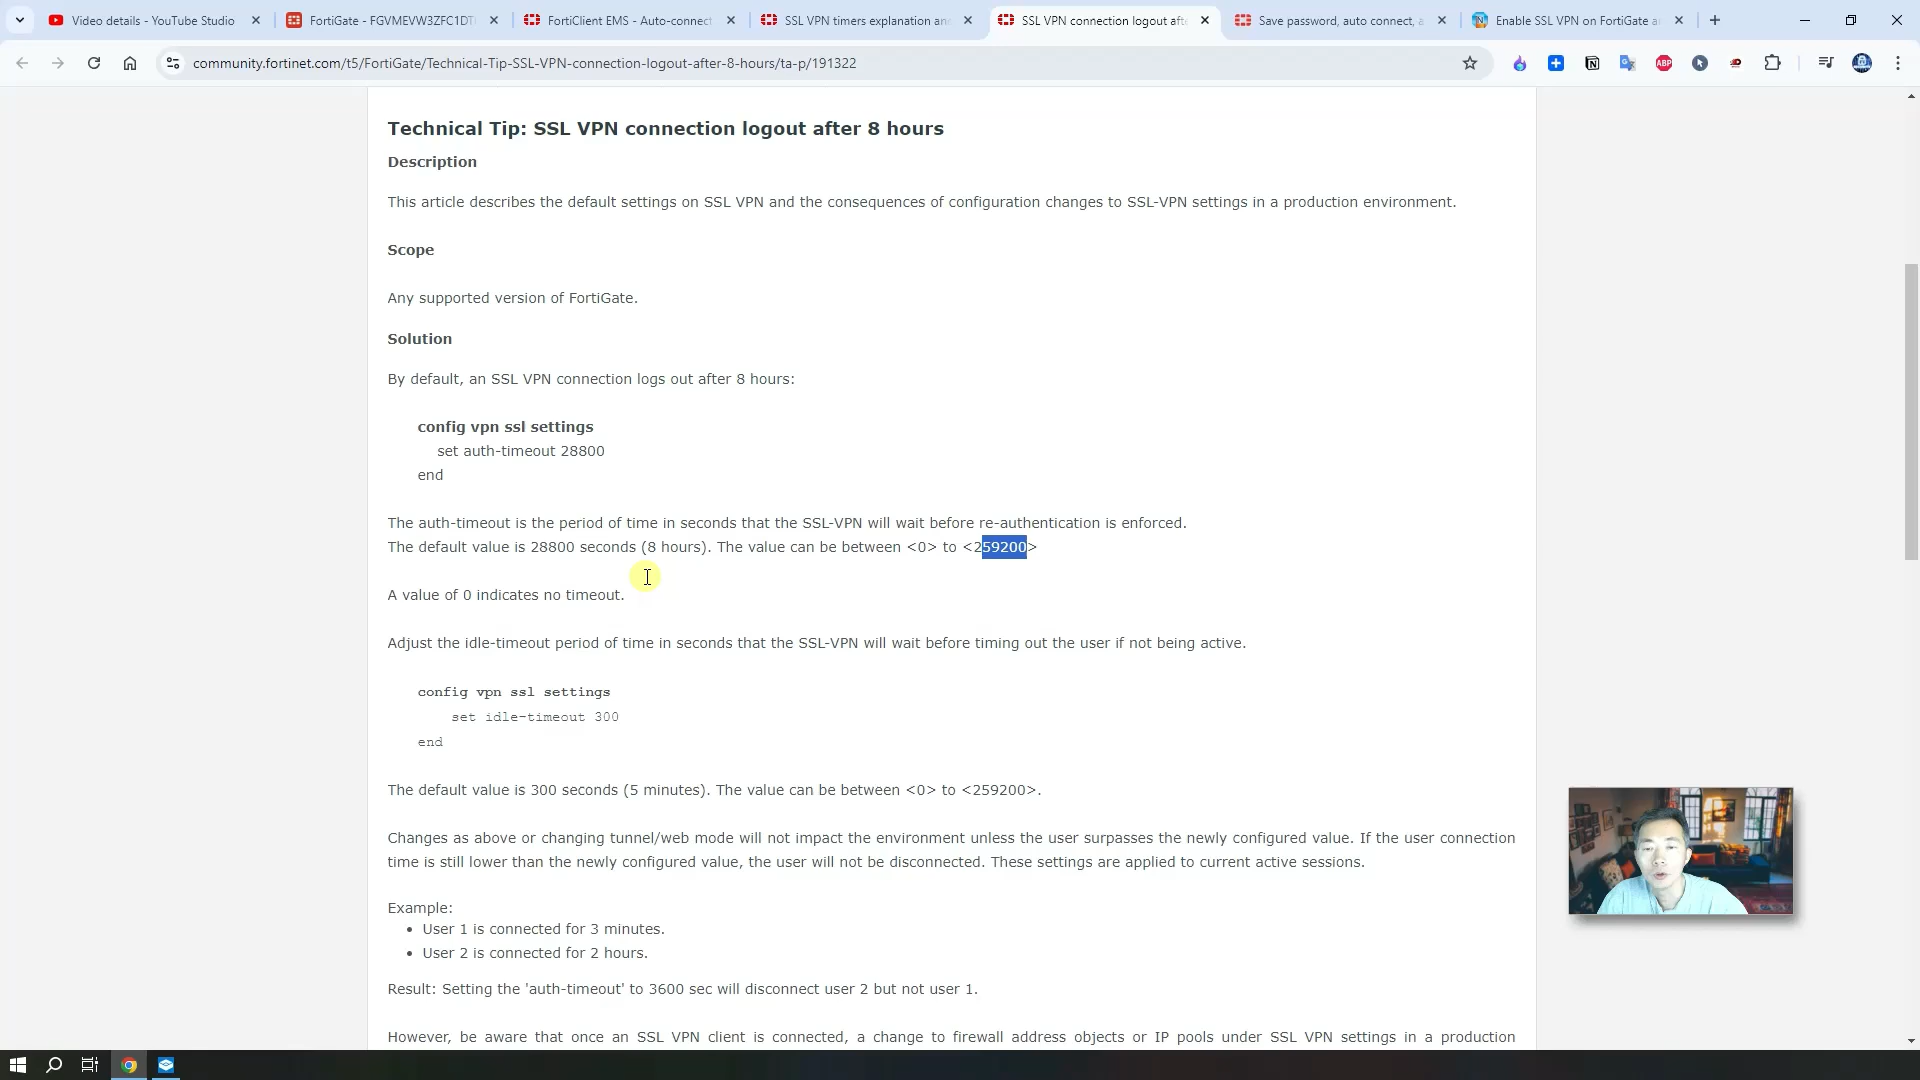 Video details - YouTube Studio
FortiGate - FGVMEVW3ZFC1DT
FortiClient EMS - Auto-connect
SSL VPN timers explanation an
SSL VPN connection logout afte
Save password, auto connect, a
Enable SSL VPN on FortiGate a
community.fortinet.com/t5/FortiGate/Technical-Tip-SSL-VPN-connection-logout-after-8-hours/ta-p/191322
ABP
Technical Tip: SSL VPN connection logout after 8 hours
Description
This article describes the default settings on SSL VPN and the consequences of configuration changes to SSL-VPN settings in a production environment.
Scope
Any supported version of FortiGate.
Solution
By default, an SSL VPN connection logs out after 8 hours:
config vpn ssl settings
set auth-timeout 28800
end
The auth-timeout is the period of time in seconds that the SSL-VPN will wait before re-authentication is enforced.
The default value is 28800 seconds (8 hours). The value can be between <0> to <259200>
A value of 0 indicates no timeout.
Adjust the idle-timeout period of time in seconds that the SSL-VPN will wait before timing out the user if not being active.
config vpn ssl settings
set idle-timeout 300
end
The default value is 300 seconds (5 minutes). The value can be between <0> to <259200>.
Changes as above or changing tunnel/web mode will not impact the environment unless the user surpasses the newly configured value. If the user connection
time is still lower than the newly configured value, the user will not be disconnected. These settings are applied to current active sessions.
Example:
• User 1 is connected for 3 minutes.
• User 2 is connected for 2 hours.
Result: Setting the 'auth-timeout' to 3600 sec will disconnect user 2 but not user 1.
However, be aware that once an SSL VPN client is connected, a change to firewall address objects or IP pools under SSL VPN settings in a production